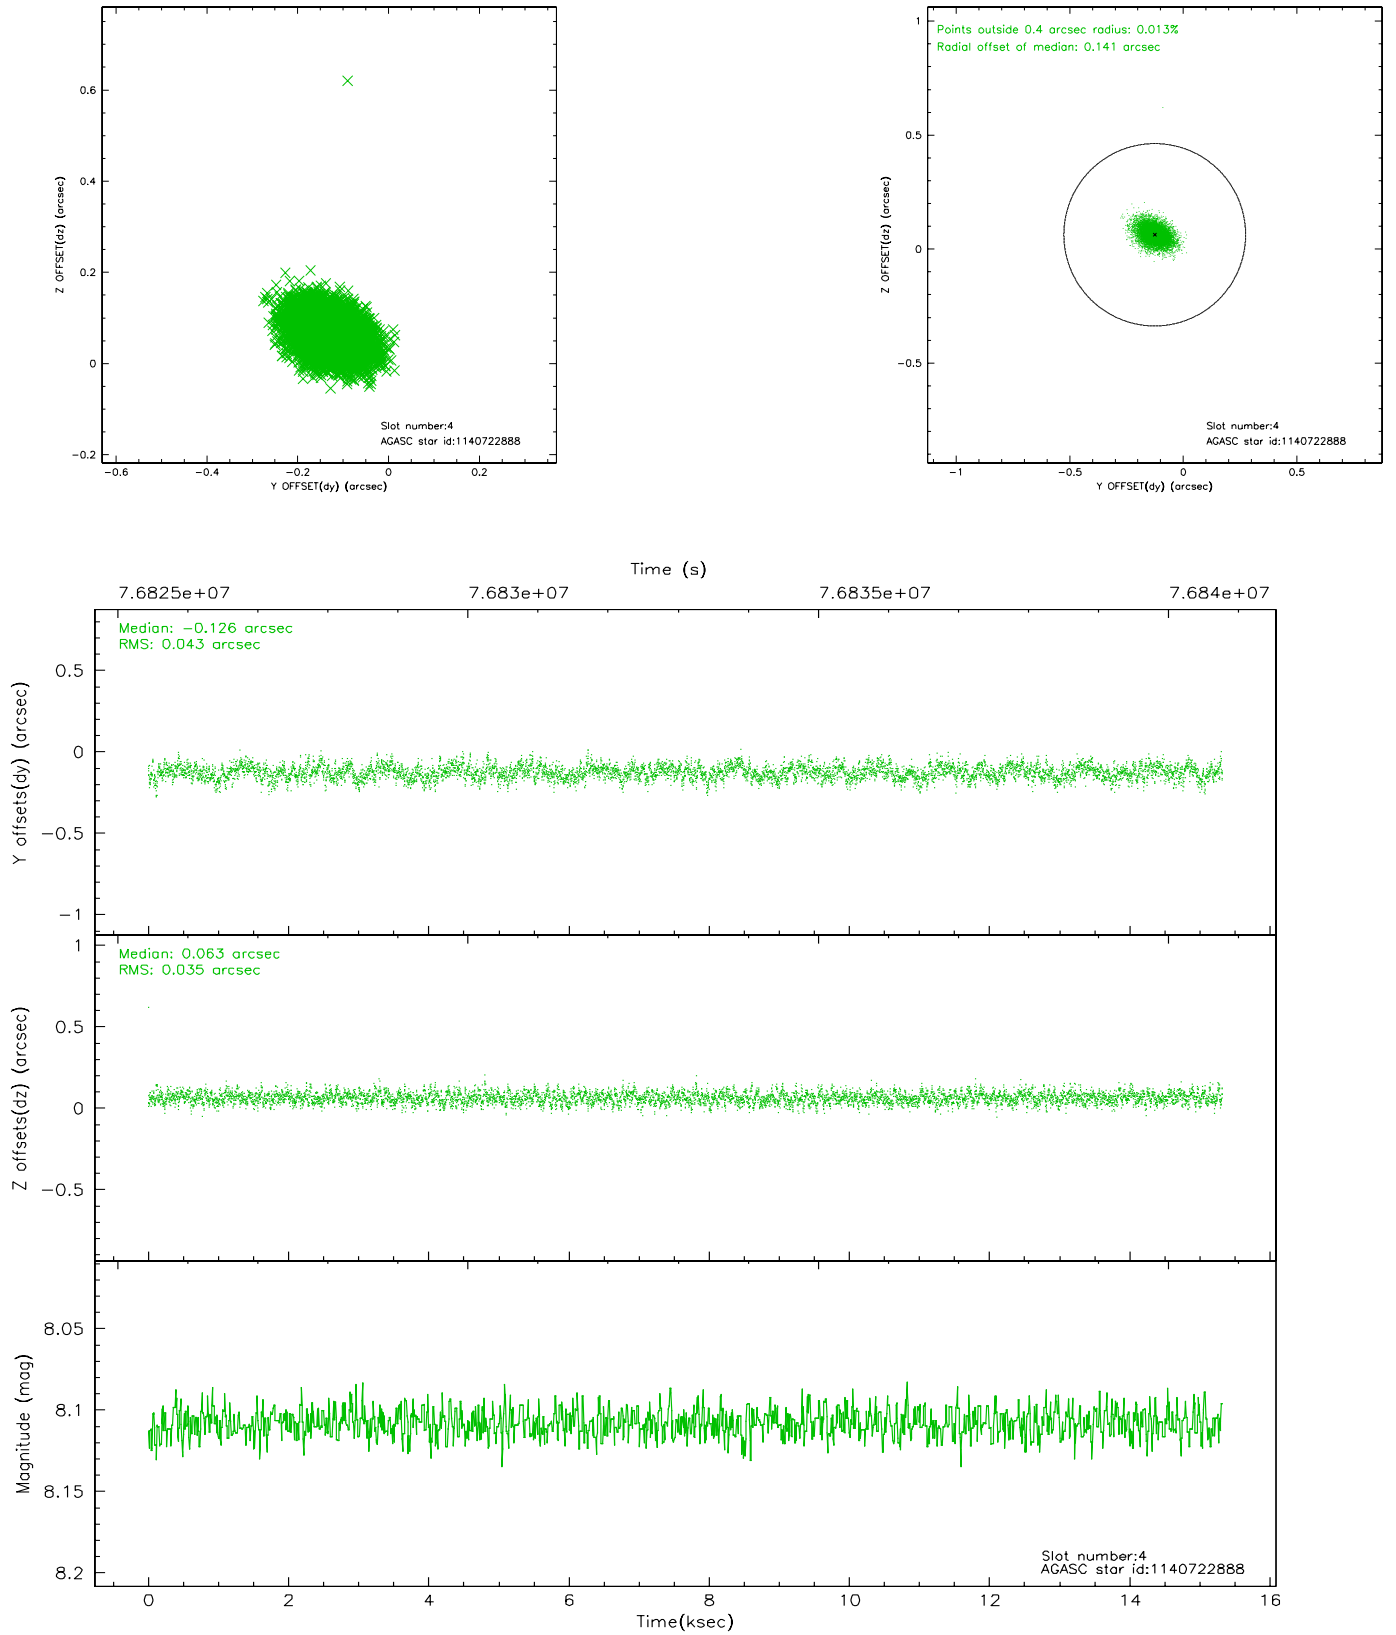 0.6
0.4
0.2
0
−0.2
−0.6
−0.4
−0.2
0
0.2
Z OFFSET(dz) (arcsec)
Y OFFSET(dy) (arcsec)
Slot number:4
AGASC star id:1140722888
Points outside 0.4 arcsec radius: 0.013%
Radial offset of median: 0.141 arcsec
1
0.5
0
−0.5
−1
−0.5
0
0.5
Z OFFSET(dz) (arcsec)
Y OFFSET(dy) (arcsec)
Slot number:4
AGASC star id:1140722888
Time (s)
7.6825e+07
7.683e+07
7.6835e+07
7.684e+07
Median: −0.126 arcsec
RMS: 0.043 arcsec
0.5
0
−0.5
−1
Y offsets(dy) (arcsec)
Median: 0.063 arcsec
RMS: 0.035 arcsec
1
0.5
0
−0.5
Z offsets(dz) (arcsec)
8.05
8.1
8.15
8.2
Magnitude (mag)
Slot number:4
AGASC star id:1140722888
0
2
4
6
8
10
12
14
16
Time(ksec)